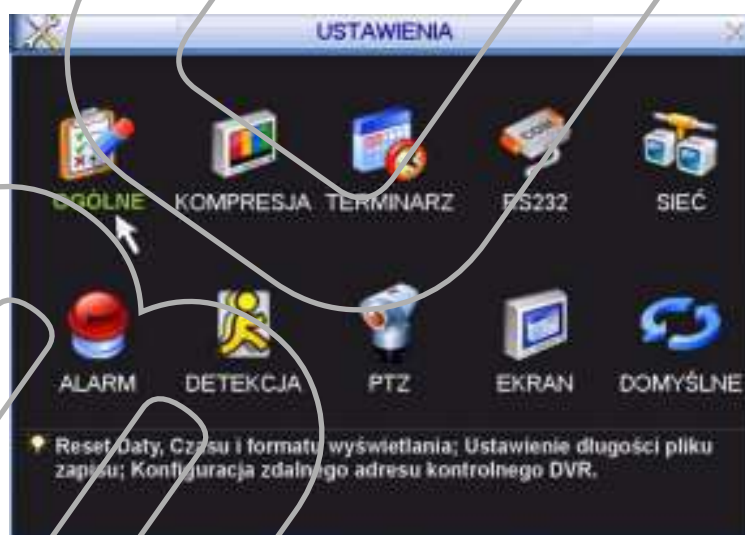 USTAWIENIA
OGÓLNE KOMPRESJA TERMINARZ RS232 SIEĆ
ALARM DETEKCJA PTZ EKRAN DOMYŚLNE
Reset Daty, Czasu i formatu wyświetlania; Ustawienie długości pliku
zapisu; Konfiguracja zdalnego adresu kontrolnego DVR.